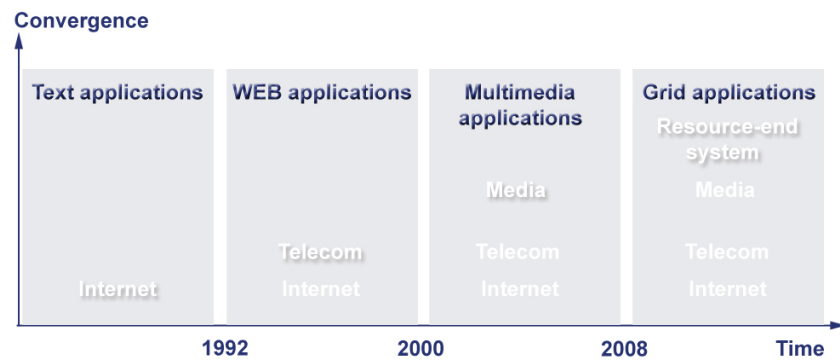 Convergence
Text applications
Internet
WEB applications
Telecom
Internet
Multimedia
applications
Media
Telecom
Internet
Grid applications
Resource-end
system
Media
Telecom
Internet
1992
2000
2008
Time